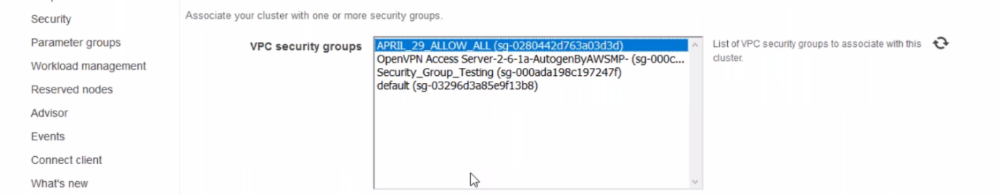 Security
Parameter groups
Workload management
Reserved nodes
Advisor
Events
Connect client
What's new
Associate your cluster with one or more security groups.
VPC security groups
APRIL_29_ALLOW_ALL (sg-0280442d763a03d3d)
OpenVPN Access Server-2-6-1a-AutogenByAWSMP- (sg-000c...
Security_Group_Testing (sg-000ada198c197247f)
default (sg-03296d3a85e9f13b8)
List of VPC security groups to associate with this
cluster.